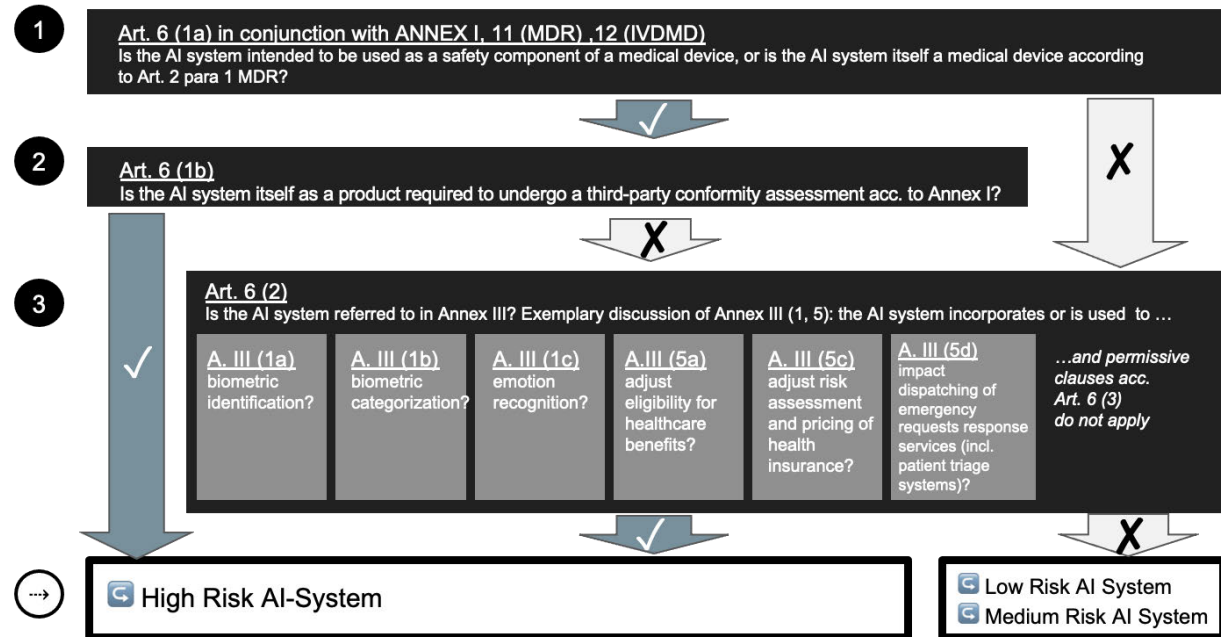 1
Art. 6 (1a) in conjunction with ANNEX I, 11 (MDR) ,12 (IVDMD)
Is the AI system intended to be used as a safety component of a medical device, or is the AI system itself a medical device according
to Art. 2 para 1 MDR?
✓
✗
2
Art. 6 (1b)
Is the AI system itself as a product required to undergo a third-party conformity assessment acc. to Annex I?
✗
✓
3
Art. 6 (2)
Is the AI system referred to in Annex III? Exemplary discussion of Annex III (1, 5): the AI system incorporates or is used to …
A. III (1a)
biometric
identification?
A. III (1b)
biometric
categorization?
A. III (1c)
emotion
recognition?
A.III (5a)
adjust
eligibility for
healthcare
benefits?
A. III (5c)
adjust risk
assessment
and pricing of
health
insurance?
A. III (5d)
impact
dispatching of
emergency
requests response
services (incl.
patient triage
systems)?
…and permissive
clauses acc.
Art. 6 (3)
do not apply
✓
✗
High Risk AI-System
Low Risk AI System
Medium Risk AI System